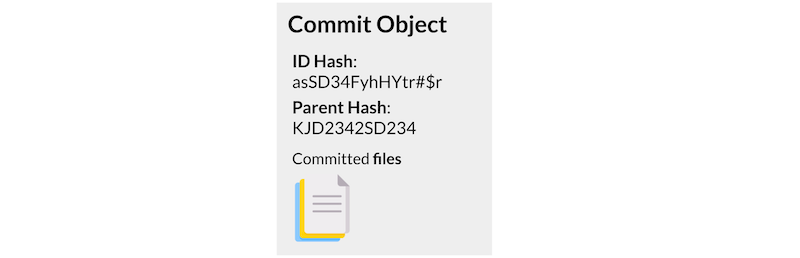 Commit Object
ID Hash:
asSD34FyhHYtr#$r
Parent Hash:
KJD2342SD234
Committed files